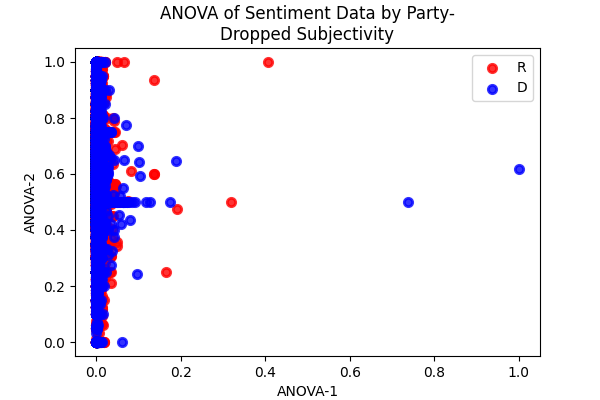 ANOVA of Sentiment Data by Party-
Dropped Subjectivity
R
D
1.0
0.8
0.6
0.4
0.2
0.0
ANOVA-2
0.0 0.2 0.4 0.6 0.8 1.0
ANOVA-1